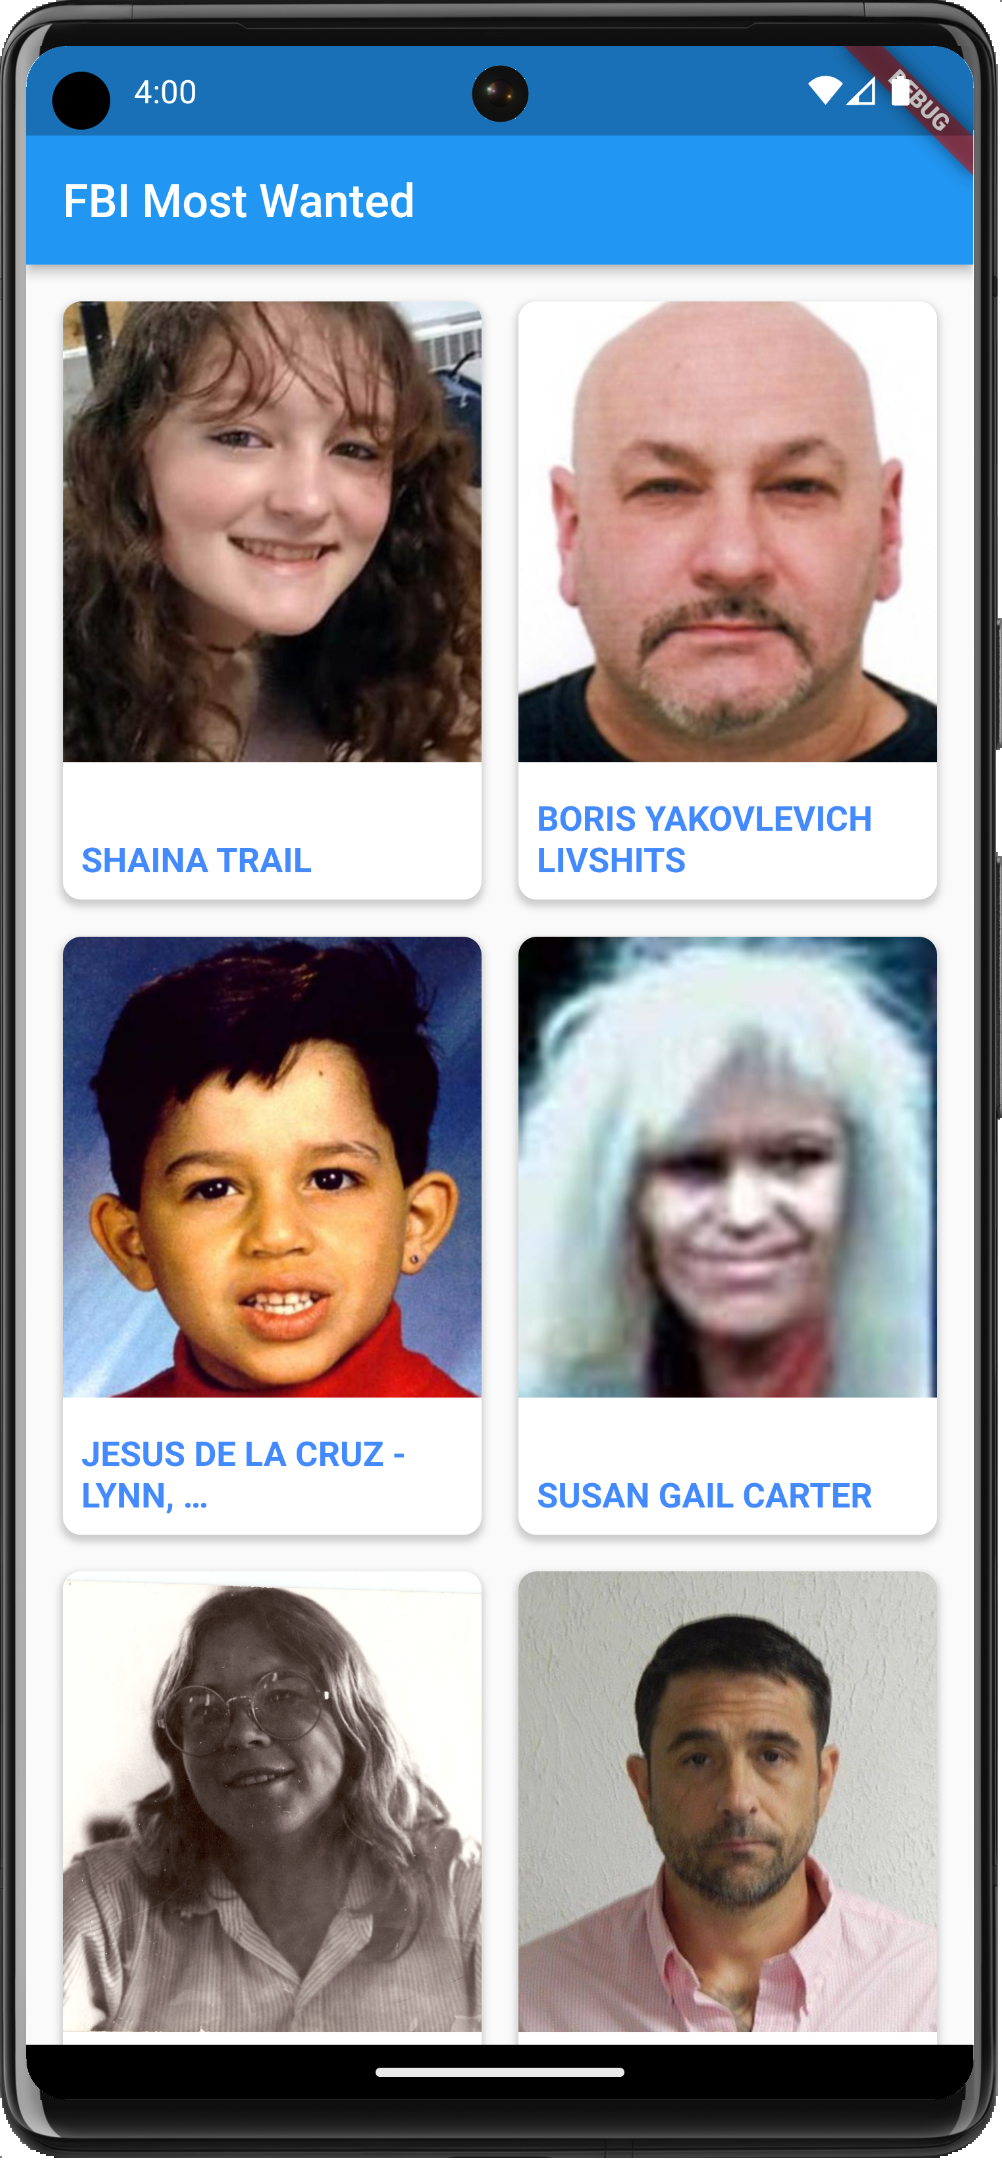 4:00
DEBUG
FBI Most Wanted
SHAINA TRAIL
BORIS YAKOVLEVICH
LIVSHITS
JESUS DE LA CRUZ -
LYNN, ...
SUSAN GAIL CARTER